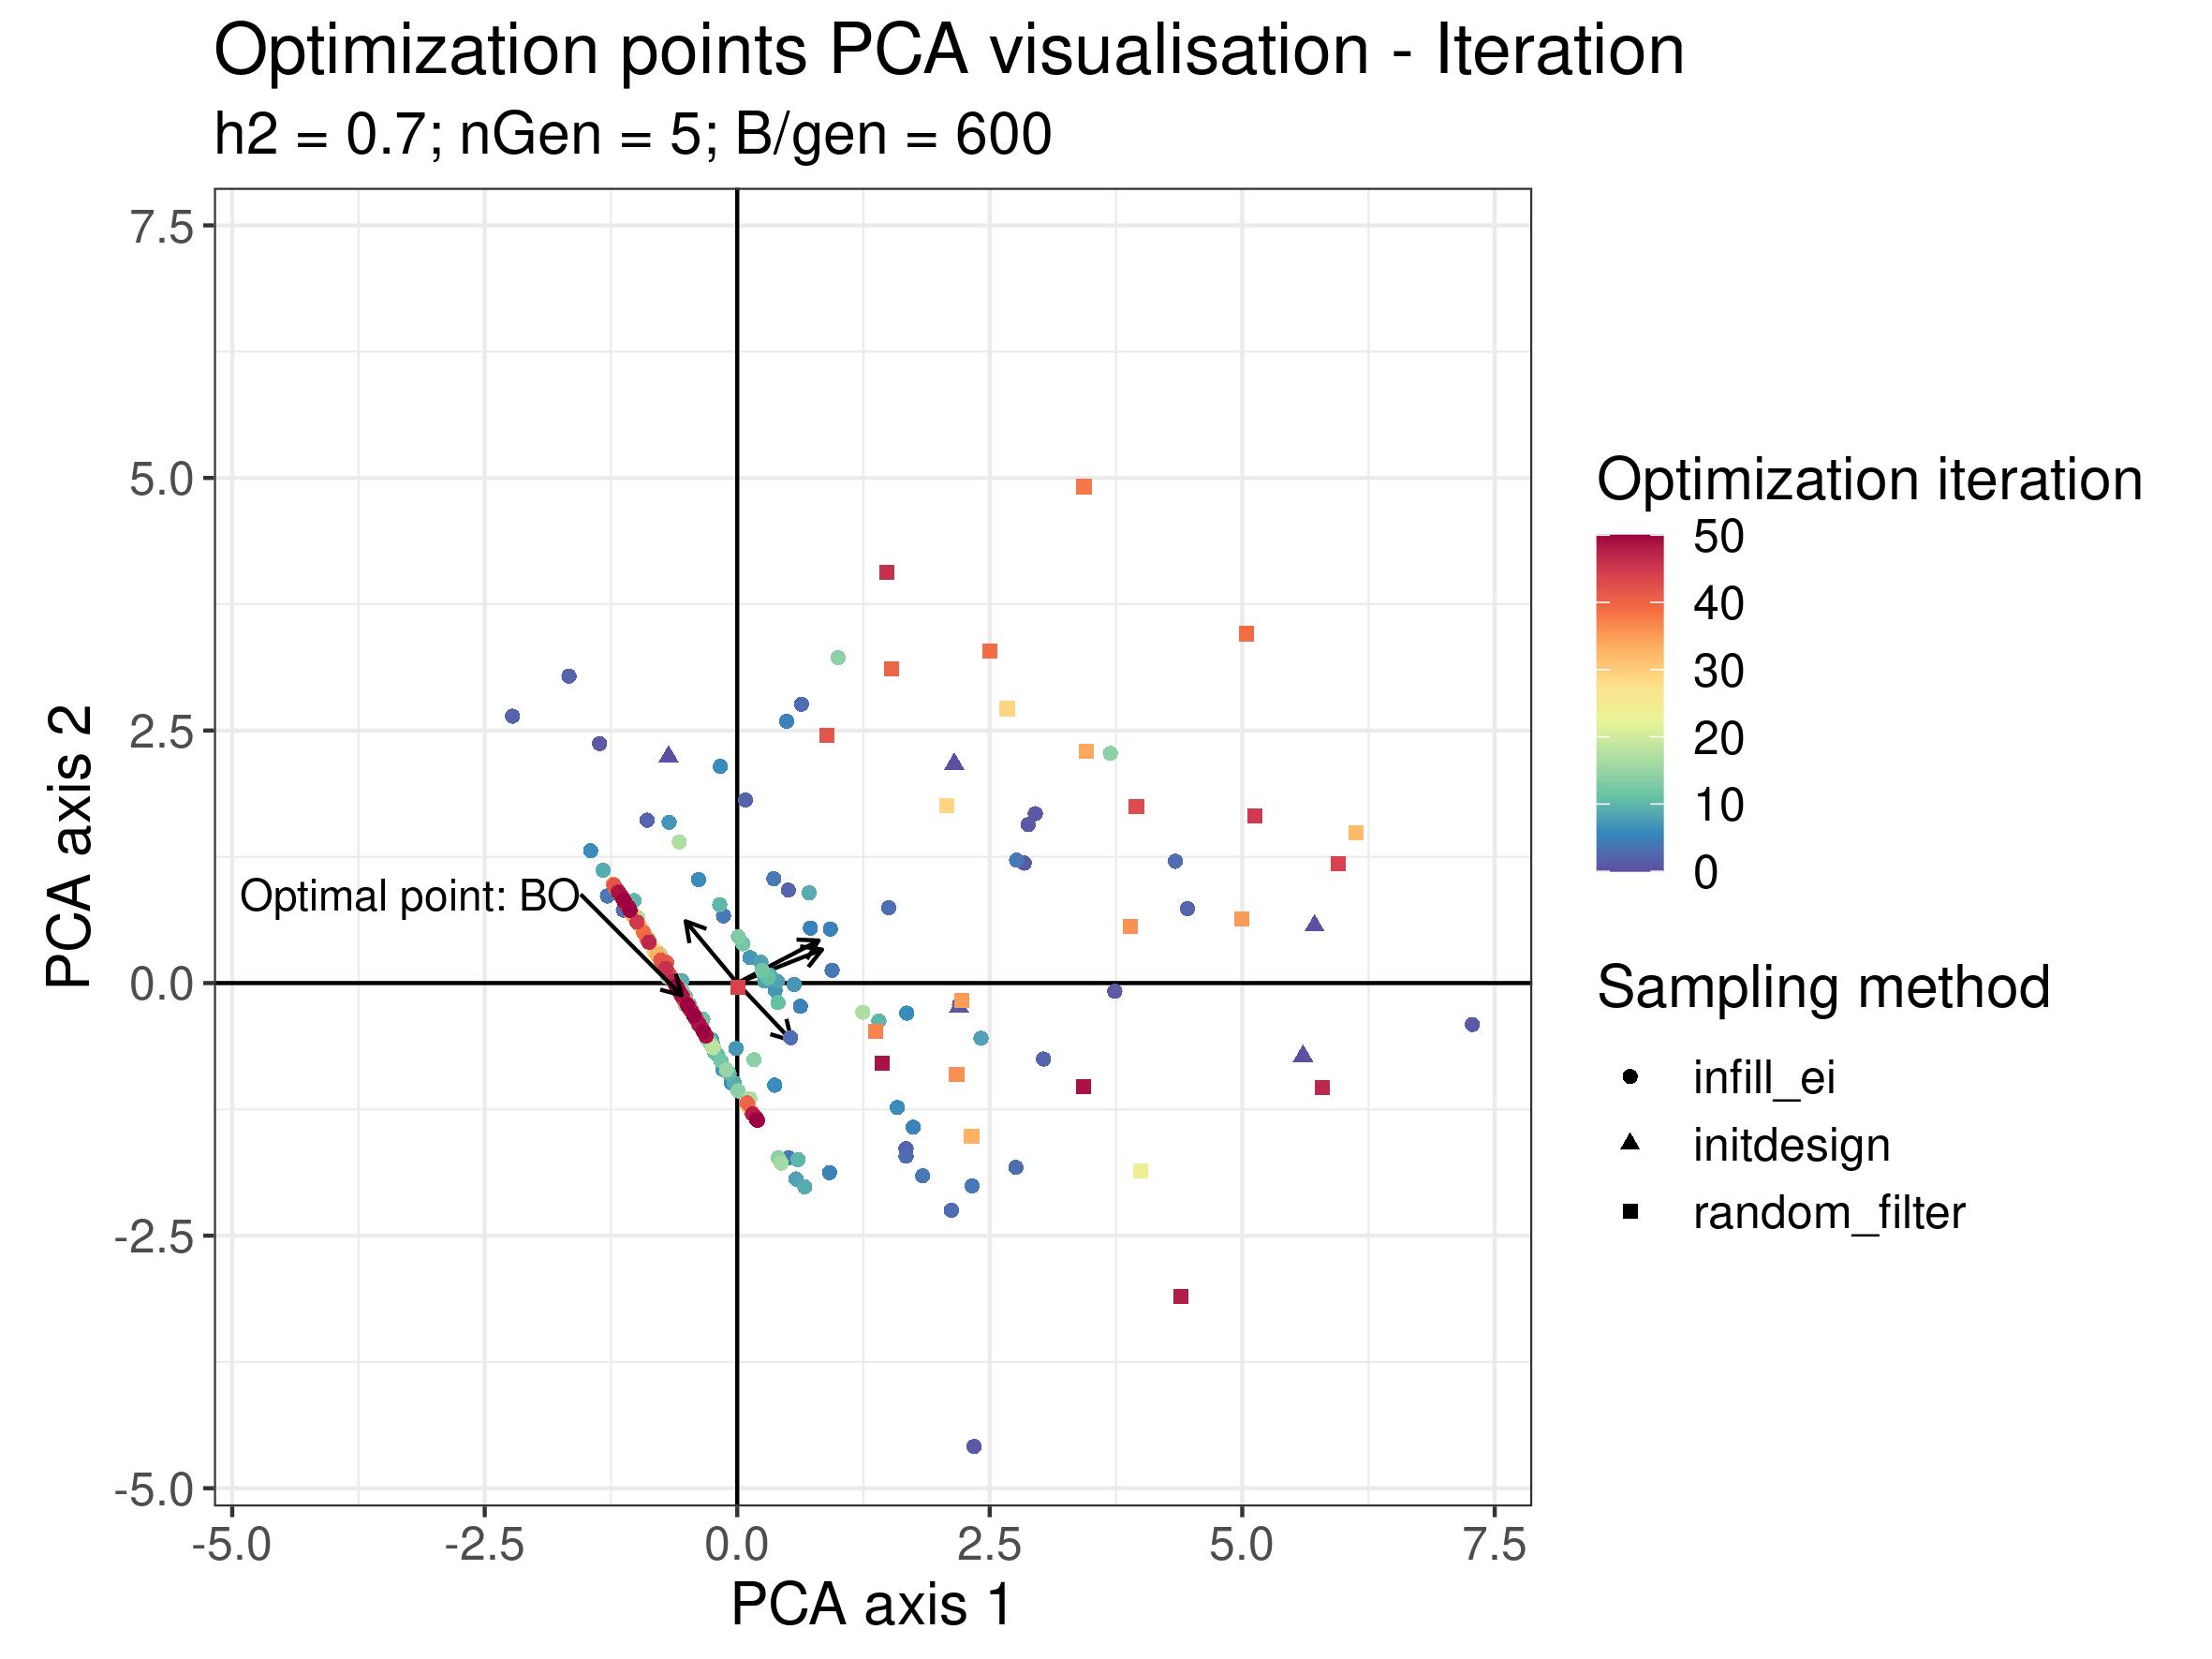 Optimization points PCA visualisation - Iteration
h2 = 0.7; nGen = 5; B/gen = 600
PCA axis 2
7.5
5.0
2.5
0.0
-2.5
-5.0
Optimal point: BO
-5.0
-2.5
0.0
2.5
5.0
7.5
PCA axis 1
Optimization iteration
50
40
30
20
10
0
Sampling method
infill_ei
initdesign
random_filter